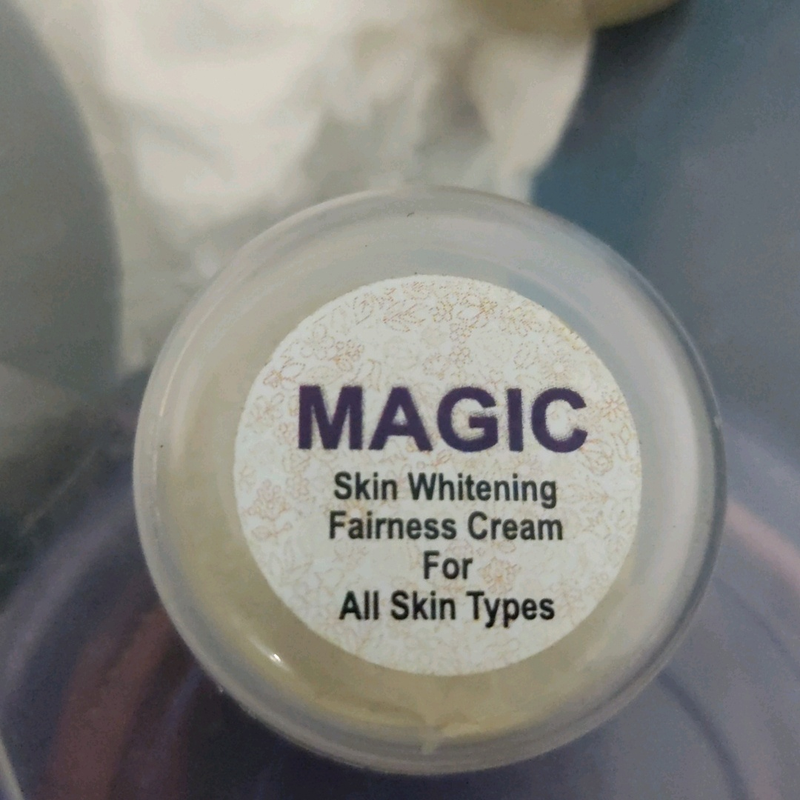 MAGIC
Skin Whitening
Fairness Cream
For
All Skin Types